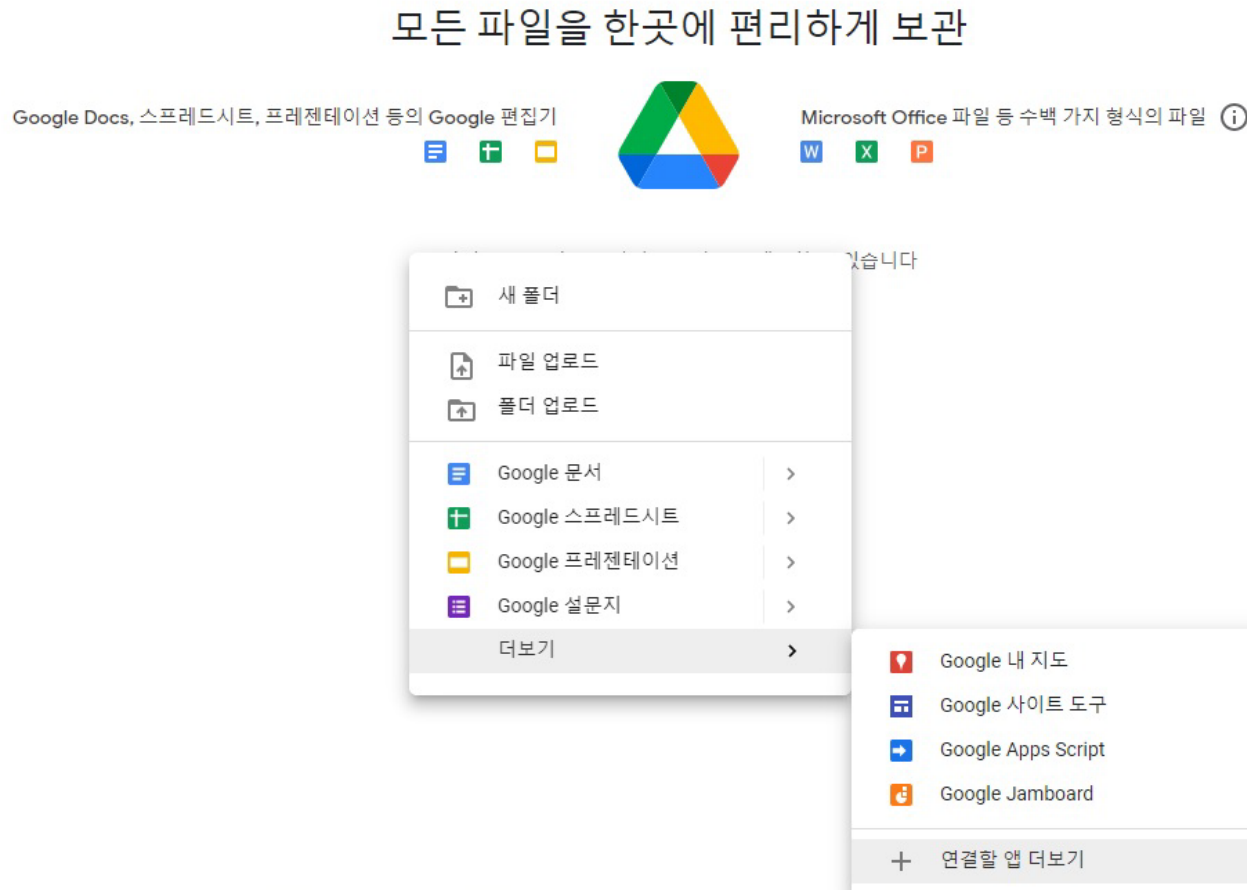 모든 파일을 한곳에 편리하게 보관
Google Docs, 스프레드시트, 프레젠테이션 등의 Google 편집기
Microsoft Office 파일 등 수백 가지 형식의 파일
W X P
있습니다
새 폴더
파일 업로드
폴더 업로드
Google 문서
Google 스프레드시트
Google 프레젠테이션
Google 설문지
더보기
Google 내 지도
Google 사이트 도구
Google Apps Script
Google Jamboard
연결할 앱 더보기